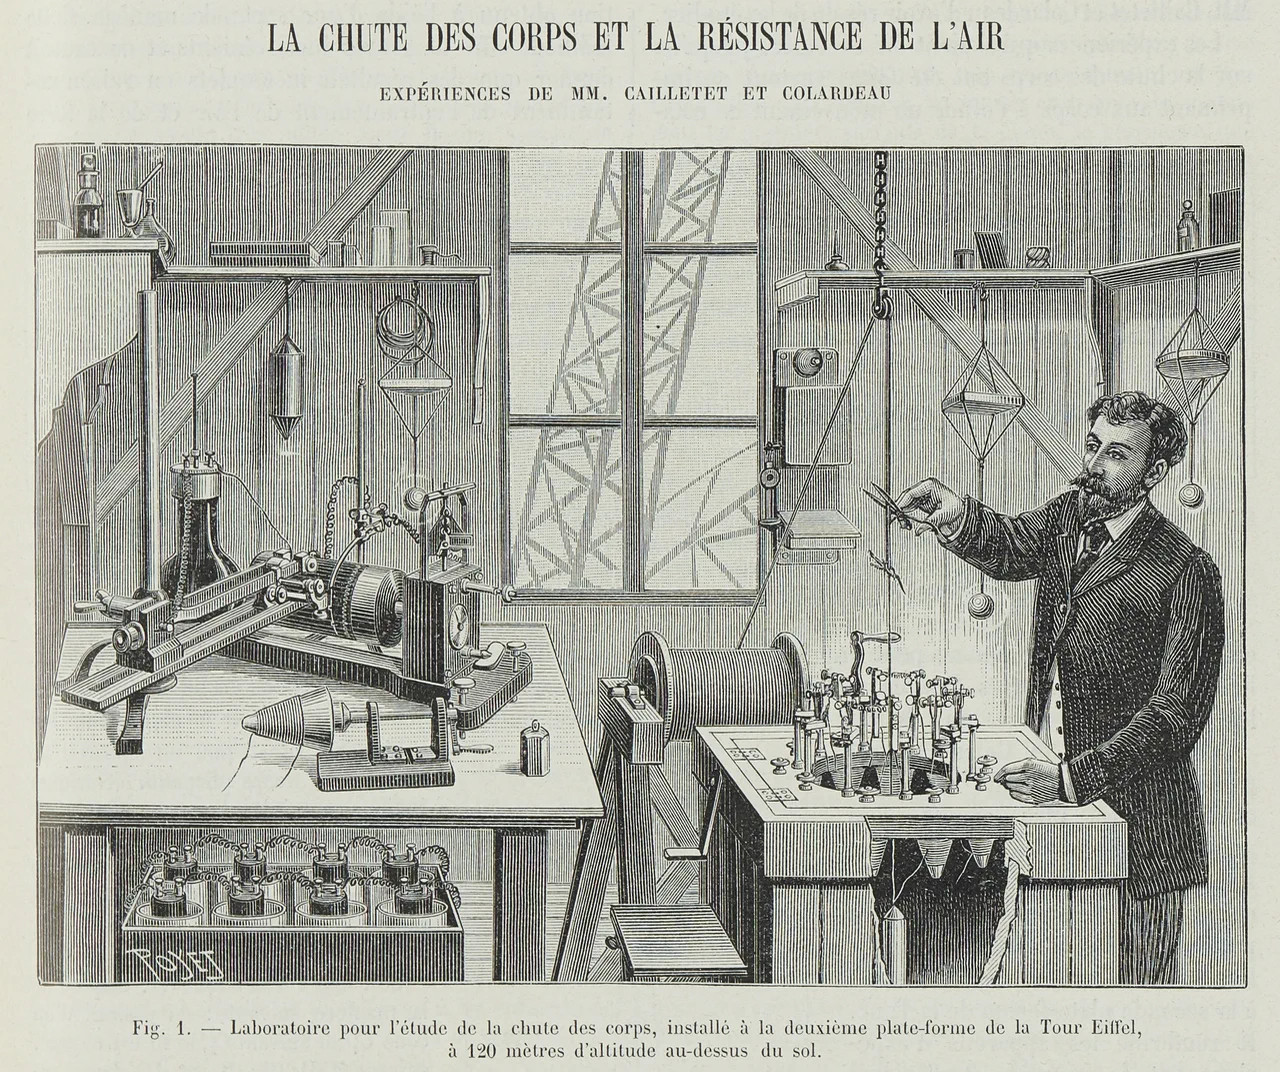 LA CHUTE DES CORPS ET LA RÉSISTANCE DE L'AIR
EXPÉRIENCES DE MM. CAILLETET ET COLARDEAU
POYET
Fig. 1. — Laboratoire pour l'étude de la chute des corps, installé à la deuxième plate-forme de la Tour Eiffel,
à 120 mètres d'altitude au-dessus du sol.